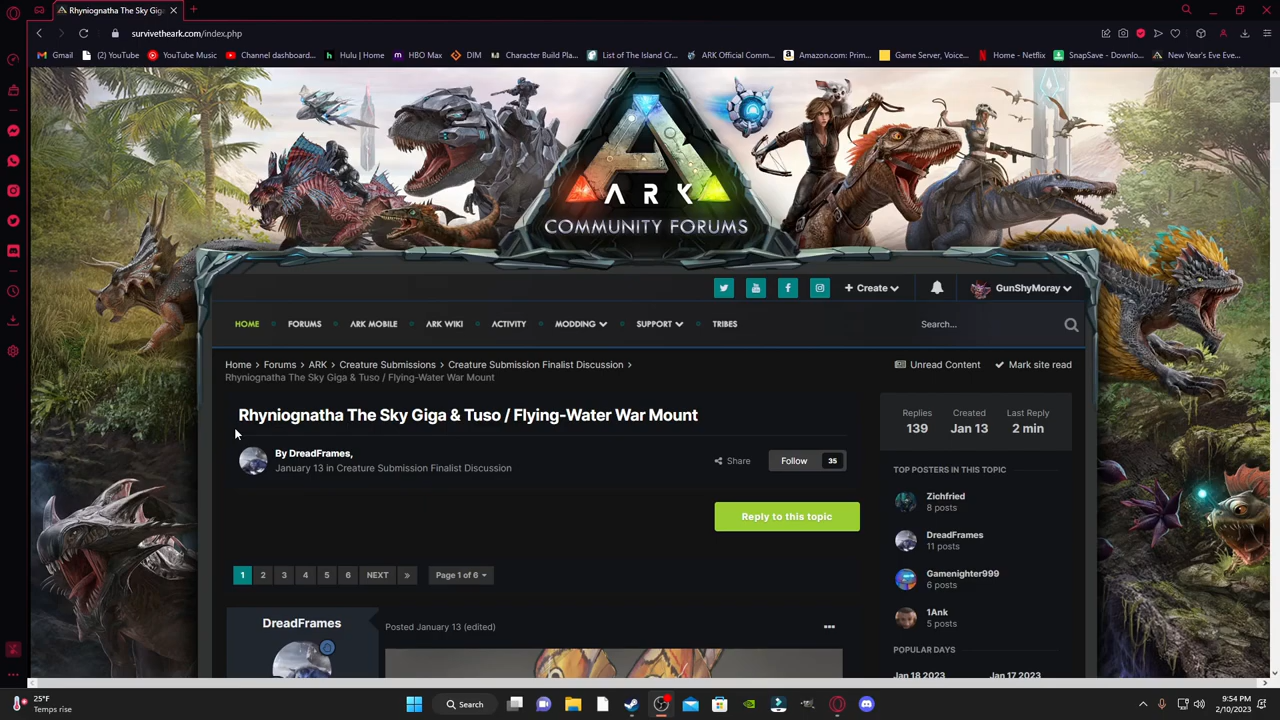 Rhyniognatha The Sky Gig
survivetheark.com/index.php
Gmail
(2) YouTube
YouTube Music
Channel dashboard...
Hulu | Home
HBO Max
DIM
Character Build Pla...
List of The Island Cr...
ARK Official Comm...
Amazon.com: Prim...
Game Server, Voice...
Home - Netflix
SnapSave - Downlo...
New Year's Eve Eve...
ARK
COMMUNITY FORUMS
+ Create
GunShyMoray
HOME
FORUMS
ARK MOBILE
ARK WIKI
ACTIVITY
MODDING
SUPPORT
TRIBES
Search...
Home > Forums > ARK > Creature Submissions > Creature Submission Finalist Discussion >
Rhyniognatha The Sky Giga & Tuso / Flying-Water War Mount
Unread Content
Mark site read
Rhyniognatha The Sky Giga & Tuso / Flying-Water War Mount
By DreadFrames,
January 13 in Creature Submission Finalist Discussion
Share
Follow 35
Replies Created Last Reply
139 Jan 13 2 min
Reply to this topic
TOP POSTERS IN THIS TOPIC
Zichfried
8 posts
DreadFrames
11 posts
Gamenighter999
6 posts
1Ank
5 posts
POPULAR DAYS
Jan 18 2023 Jan 17 2023
1 2 3 4 5 6 NEXT » Page 1 of 6
DreadFrames
Posted January 13 (edited)
25°F
Temps rise
Search
9:54 PM
2/10/2023